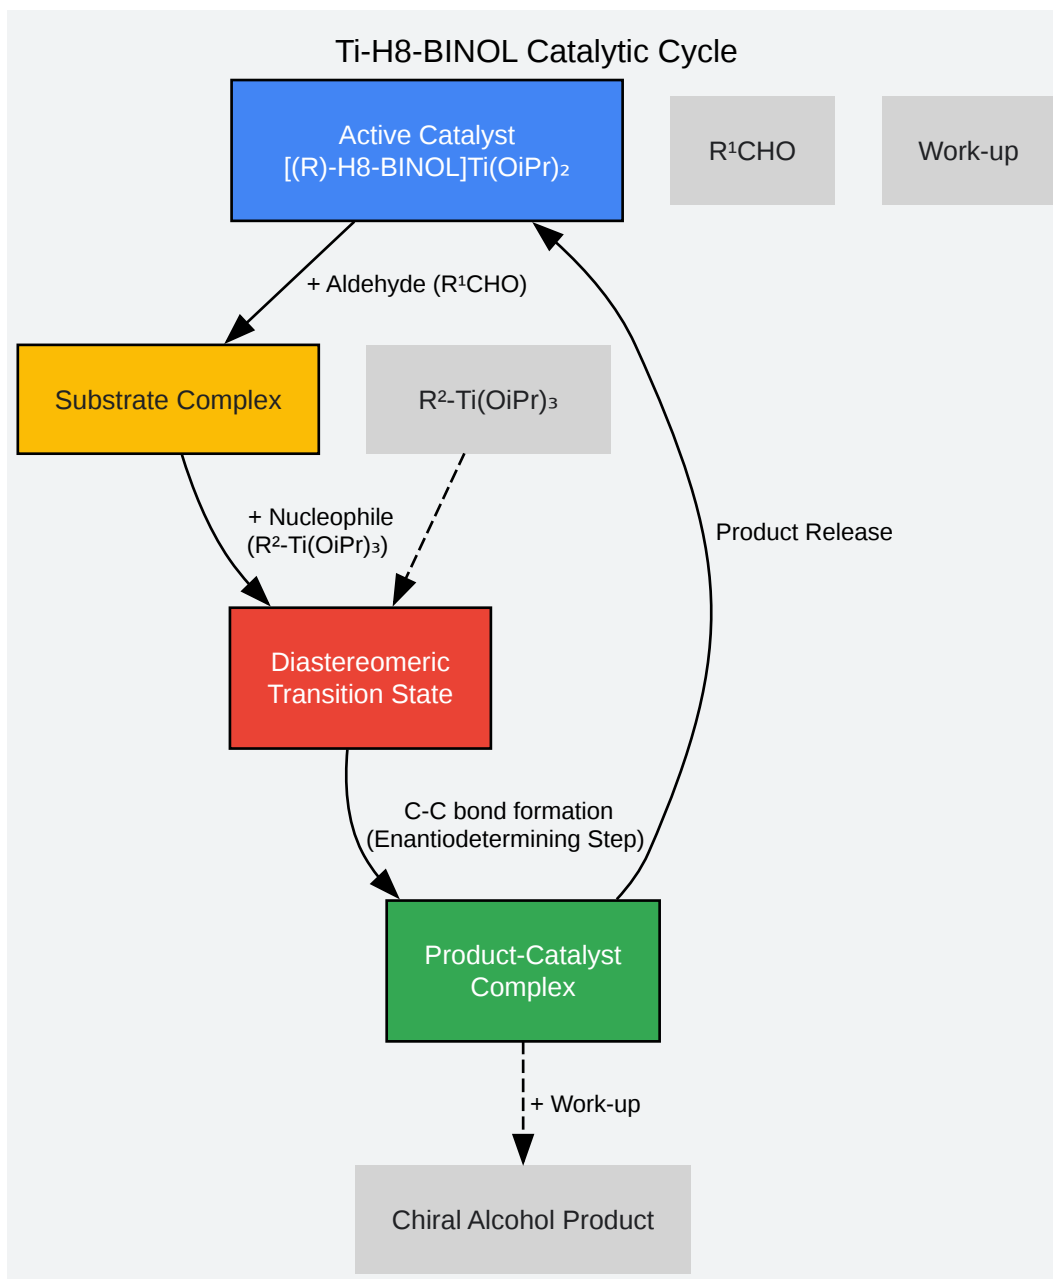 Ti-H8-BINOL Catalytic Cycle
Active Catalyst
[(R)-H8-BINOL]Ti(OiPr)₂
R¹CHO
Work-up
+ Aldehyde (R¹CHO)
Substrate Complex
R²-Ti(OiPr)₃
+ Nucleophile
(R²-Ti(OiPr)₃)
Product Release
Diastereomeric
Transition State
C-C bond formation
(Enantiodetermining Step)
Product-Catalyst
Complex
+ Work-up
Chiral Alcohol Product